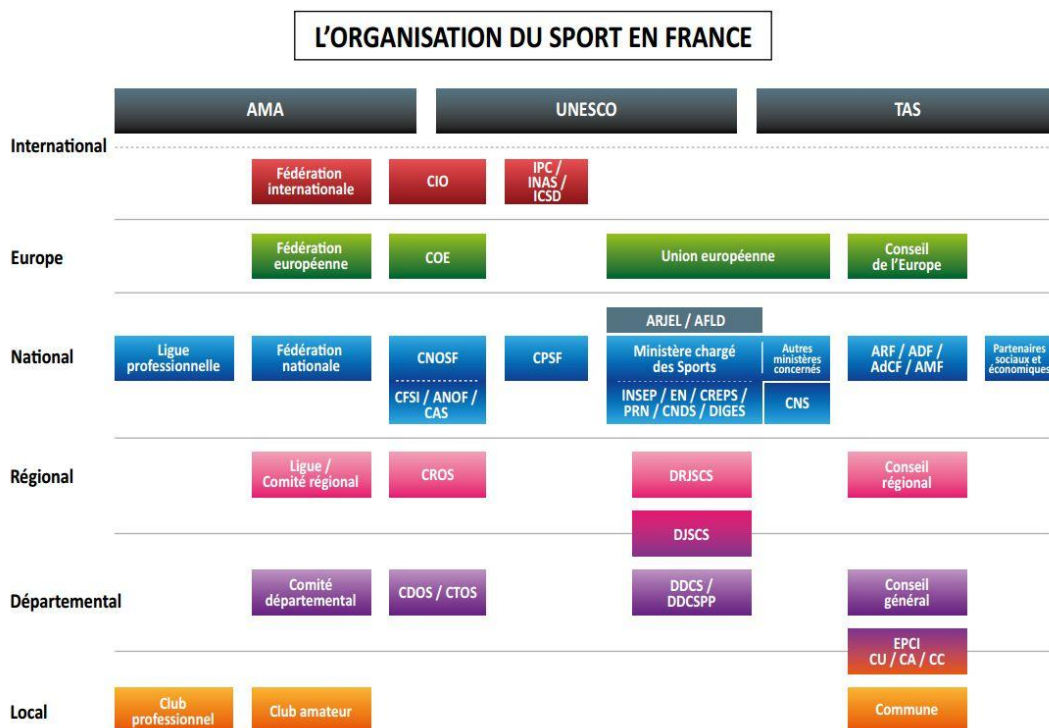 L'ORGANISATION DU SPORT EN FRANCE
AMA
UNESCO
TAS
International
Fédération
internationale
CIO
IPC /
INAS /
ICSD
Europe
Fédération
européenne
COE
Union européenne
Conseil
de l'Europe
National
Ligue
professionnelle
Fédération
nationale
CNOSF
CFSI / ANOF /
CAS
CPSF
ARJEL / AFLD
Ministère chargé
des Sports
INSEP / EN / CREPS /
PRN / CNDS / DIGES
Autres
ministères
concernés
CNS
ARF / ADF /
AdCF / AMF
Partenaires
sociaux et
économiques
Régional
Ligue /
Comité régional
CROS
DRJSCS
Conseil
régional
DJSCS
Départemental
Comité
départemental
CDOS / CTOS
DDCS /
DDCSPP
Conseil
général
EPCI
CU / CA / CC
Local
Club
professionnel
Club amateur
Commune